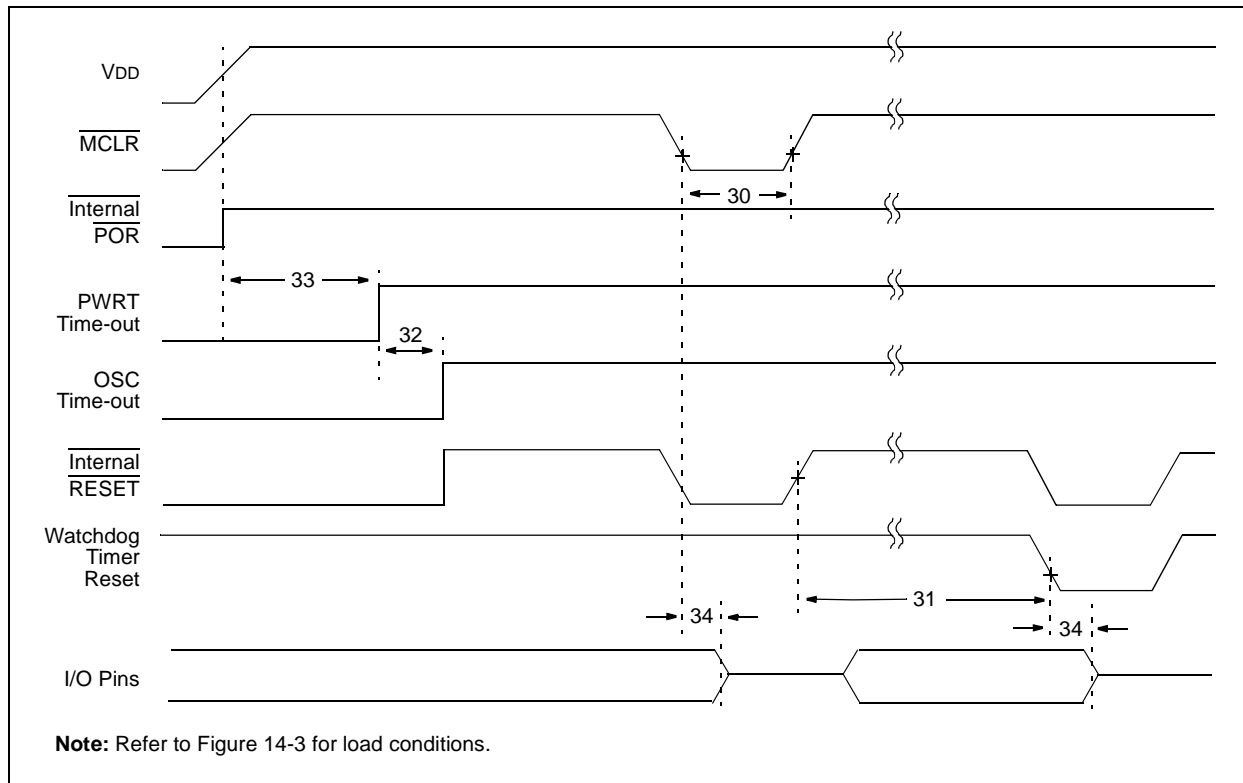 VDD
MCLR
Internal
POR
30
33
PWRT
Time-out
32
OSC
Time-out
Internal
RESET
Watchdog
Timer
Reset
31
34
34
I/O Pins
Note: Refer to Figure 14-3 for load conditions.